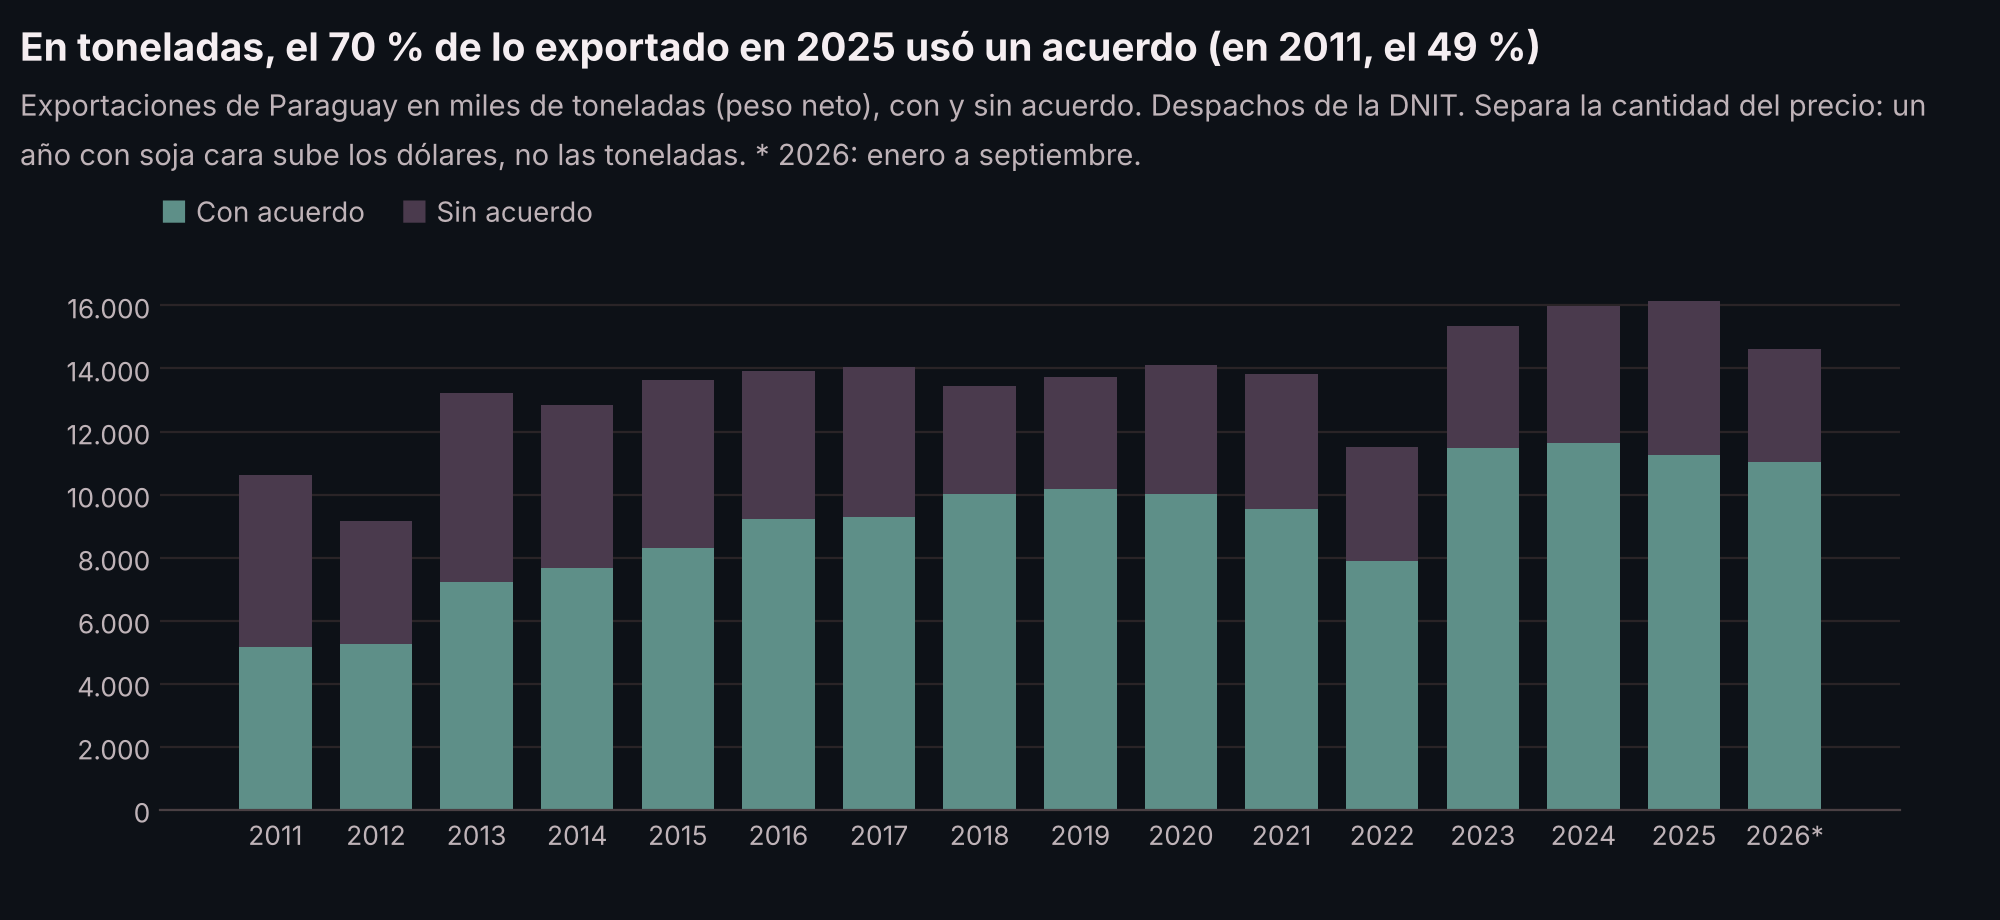 En toneladas, el 70 % de lo exportado en 2025 usó un acuerdo (en 2011, el 49 %)
Exportaciones de Paraguay en miles de toneladas (peso neto), con y sin acuerdo. Despachos de la DNIT. Separa la cantidad del precio: un
año con soja cara sube los dólares, no las toneladas. * 2026: enero a septiembre.
Con acuerdo Sin acuerdo
16.000
14.000
12.000
10.000
8.000
6.000
4.000
2.000
0
2011 2012 2013 2014 2015 2016 2017 2018 2019 2020 2021 2022 2023 2024 2025 2026*